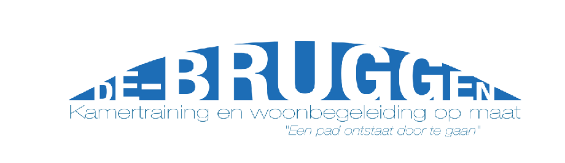 DE-BRUGGEN
Kamertraining en woonbegeleiding op maat
"Een pad ontstaat door te gaan"